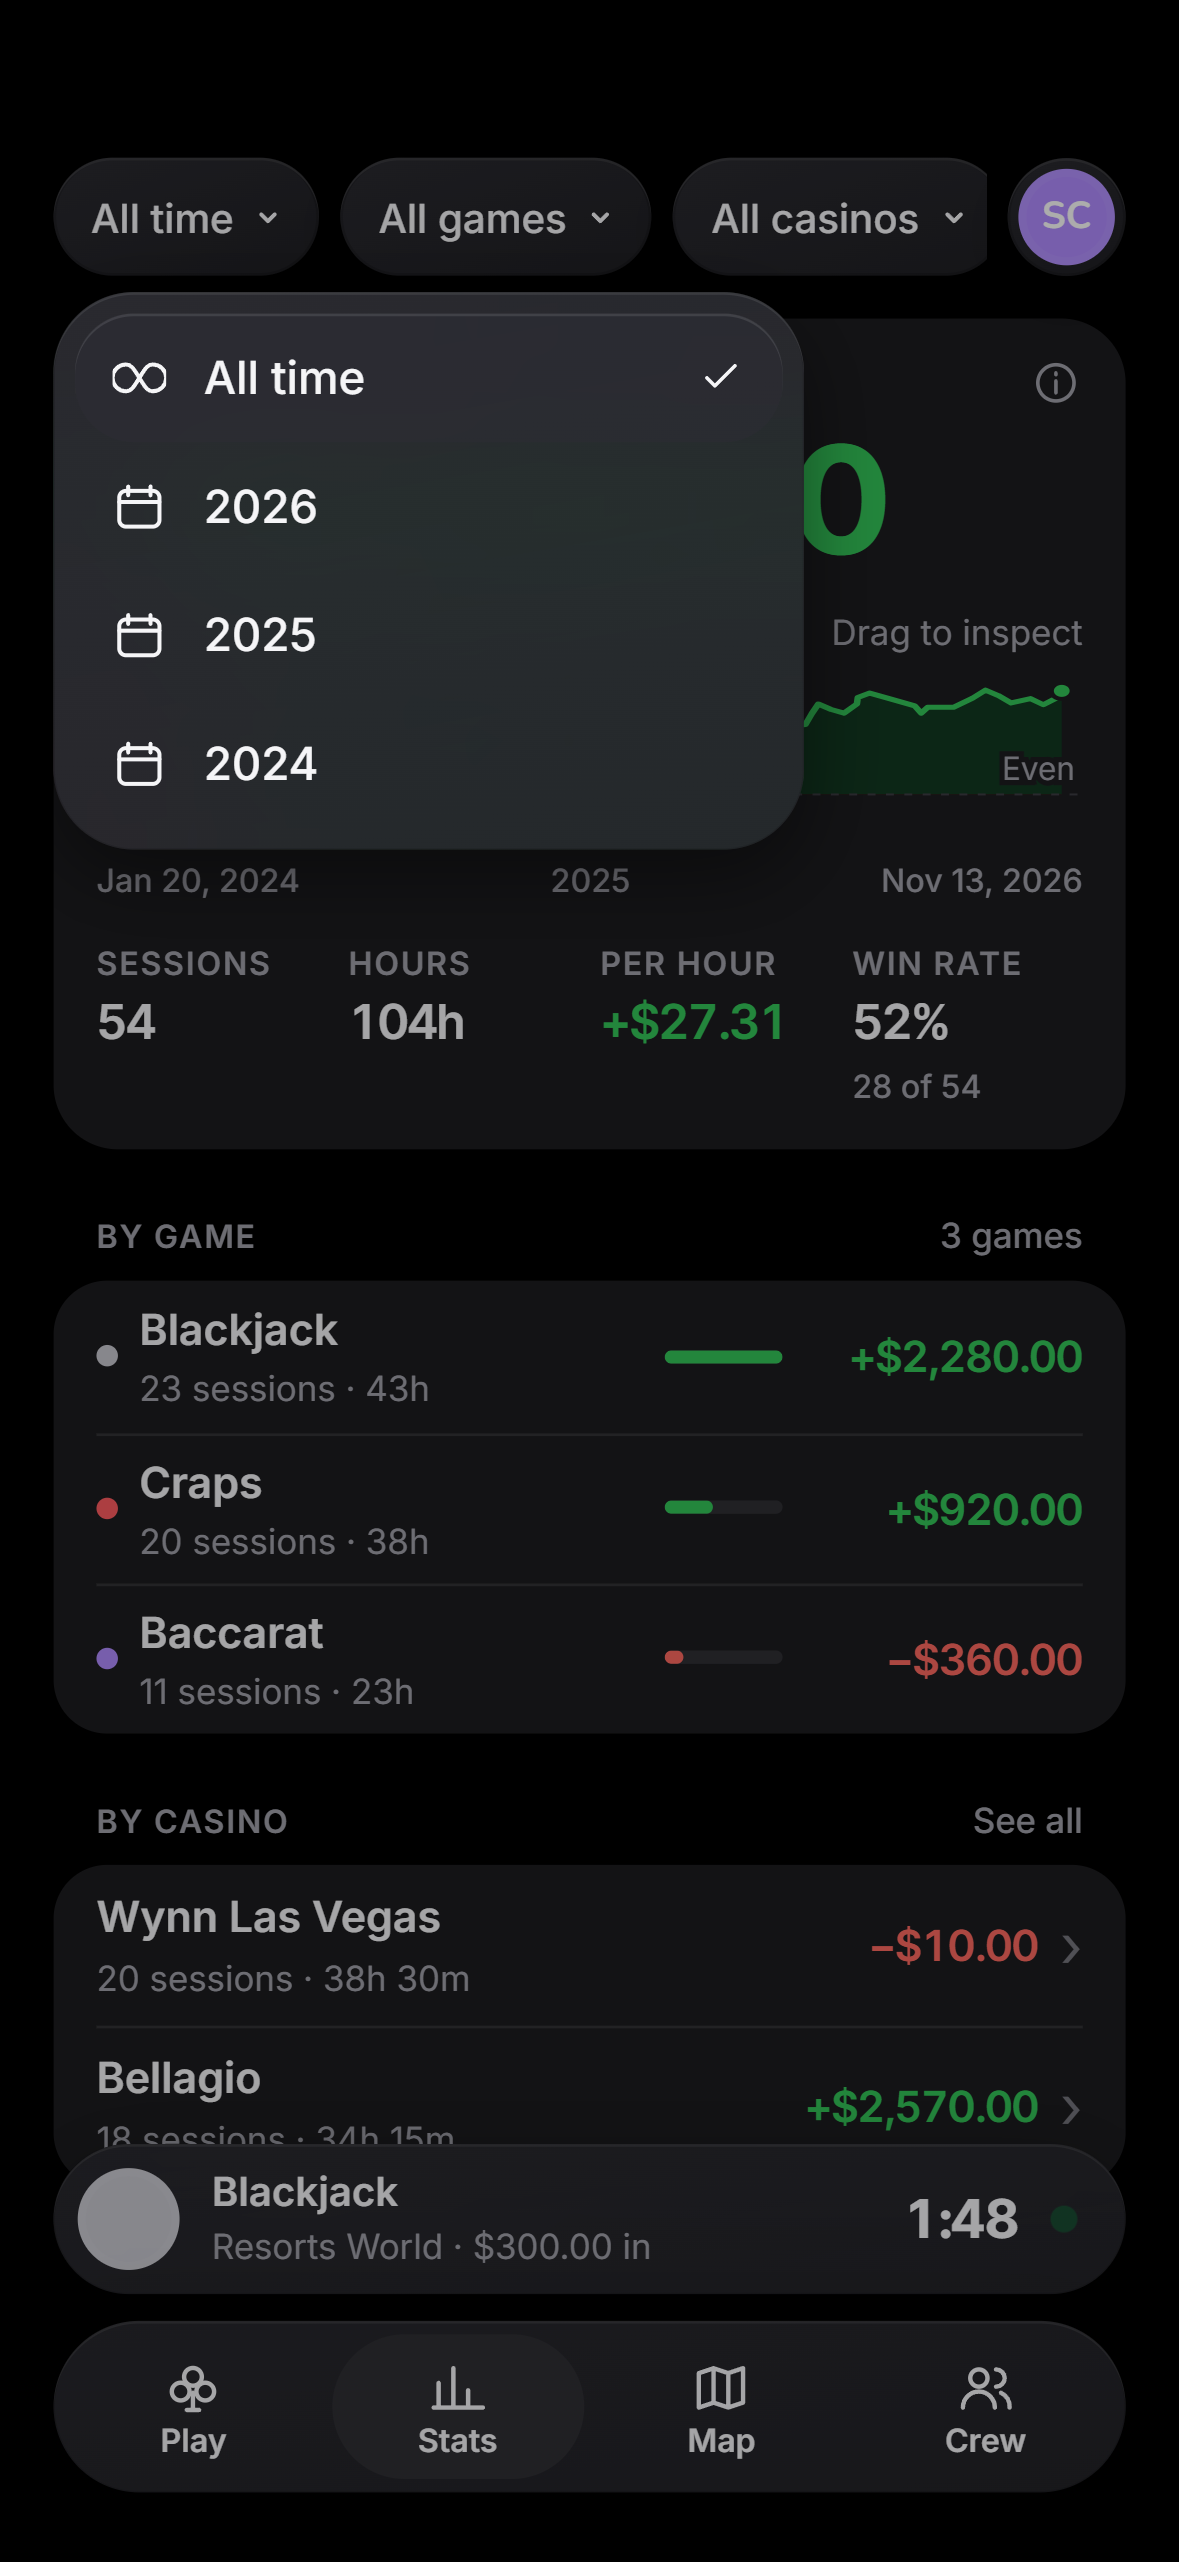 All time
All games
All casinos
SC
All time
2026
2025
2024
0
Drag to inspect
Even
Jan 20, 2024
2025
Nov 13, 2026
SESSIONS
HOURS
PER HOUR
WIN RATE
54
104h
+$27.31
52%
28 of 54
BY GAME
3 games
Blackjack
23 sessions · 43h
+$2,280.00
Craps
20 sessions · 38h
+$920.00
Baccarat
11 sessions · 23h
−$360.00
BY CASINO
See all
Wynn Las Vegas
20 sessions · 38h 30m
−$10.00
Bellagio
18 sessions · 34h 15m
+$2,570.00
Blackjack
Resorts World · $300.00 in
1:48
Play
Stats
Map
Crew